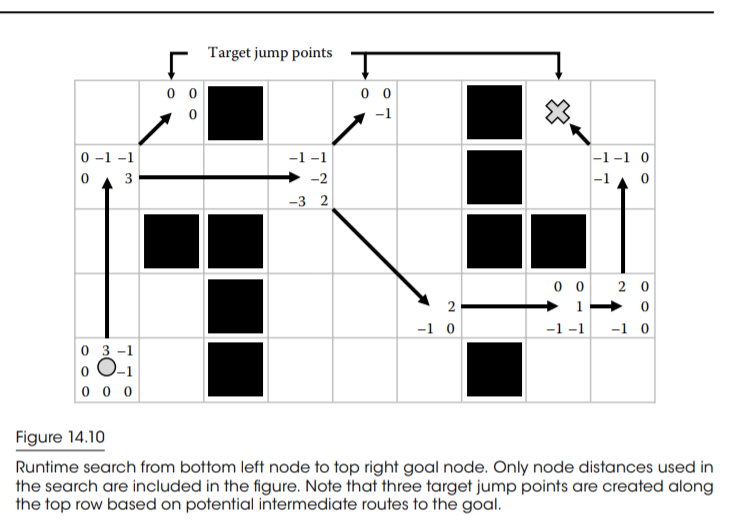 Target jump points
0 0
0
0 0
−1
0 −1 −1
0 3
−1 −1
−2
−3 2
−1 −1 0
−1 0
0 0
1
−1 −1
2 0
0
−1 0
2
−1 0
0 3 −1
0 −1
0 0 0
Figure 14.10
Runtime search from bottom left node to top right goal node. Only node distances used in
the search are included in the figure. Note that three target jump points are created along
the top row based on potential intermediate routes to the goal.